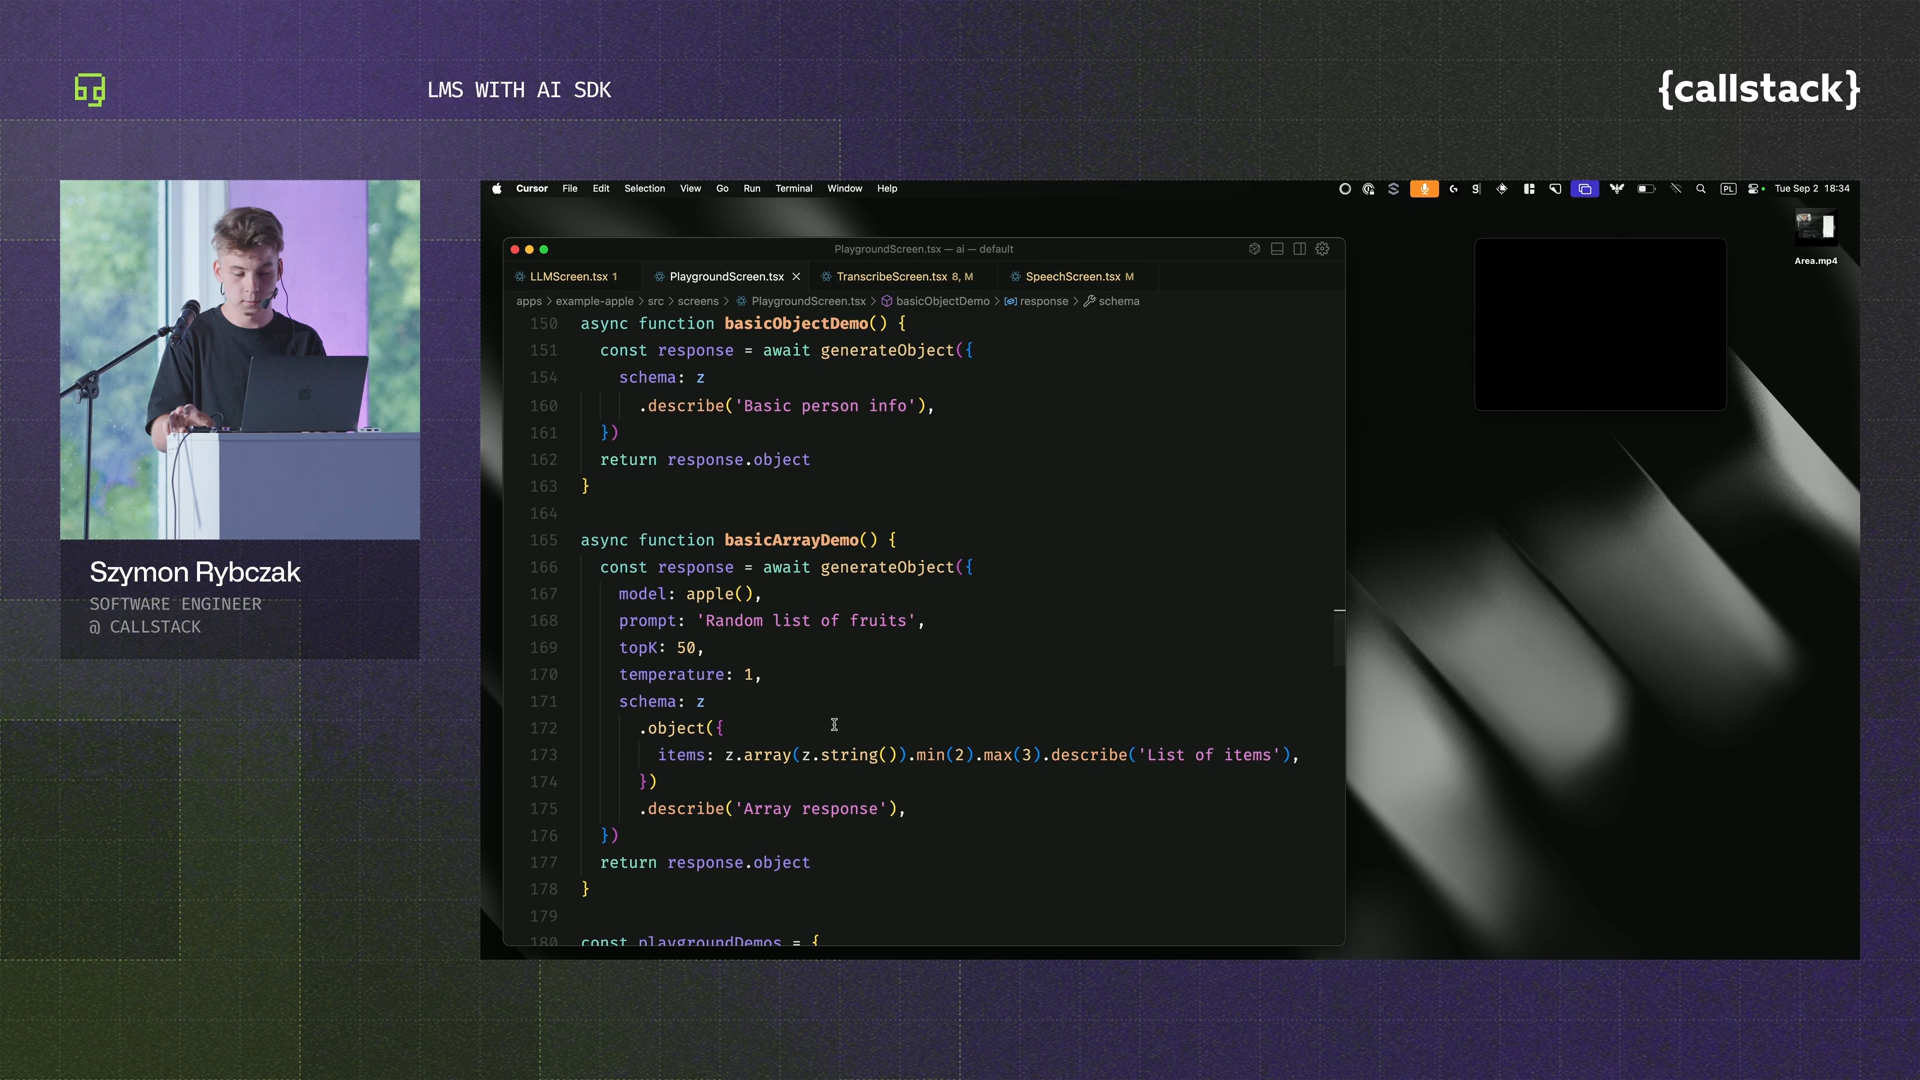 LMS WITH AI SDK
{callstack}
Szymon Rybczak
SOFTWARE ENGINEER
@ CALLSTACK
Cursor File Edit Selection View Go Run Terminal Window Help
PL Tue Sep 2 18:34
Area.mp4
PlaygroundScreen.tsx — ai — default
LLMScreen.tsx 1 PlaygroundScreen.tsx TranscribeScreen.tsx 8, M SpeechScreen.tsx M
apps > example-apple > src > screens > PlaygroundScreen.tsx > basicObjectDemo > response > schema
150 async function basicObjectDemo() {
151 const response = await generateObject({
154 schema: z
160 .describe('Basic person info'),
161 })
162 return response.object
163 }
164
165 async function basicArrayDemo() {
166 const response = await generateObject({
167 model: apple(),
168 prompt: 'Random list of fruits',
169 topK: 50,
170 temperature: 1,
171 schema: z
172 .object({
173 items: z.array(z.string()).min(2).max(3).describe('List of items'),
174 })
175 .describe('Array response'),
176 })
177 return response.object
178 }
179
180 const playgroundDemos = {